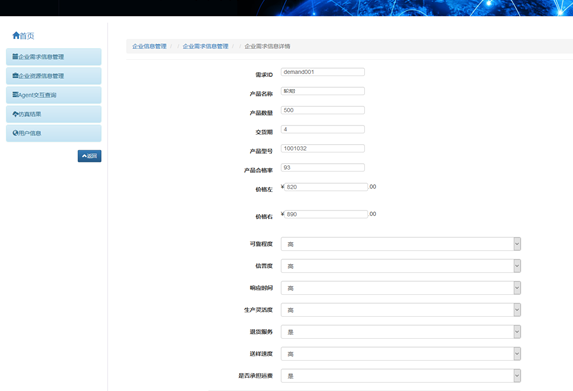 首页
企业需求信息管理
企业资源信息管理
Agent交互查询
仿真结果
用户信息
返回
企业信息管理 / 企业需求信息管理 / 企业需求信息详情
需求ID demand001
产品名称 轮胎
产品数量 500
交货期 4
产品型号 1001032
产品合格率 93
价格左 ¥ 820 .00
价格右 ¥ 890 .00
可靠程度 高
信誉度 高
响应时间 高
生产灵活度 高
退货服务 是
送样速度 高
是否承担运费 是